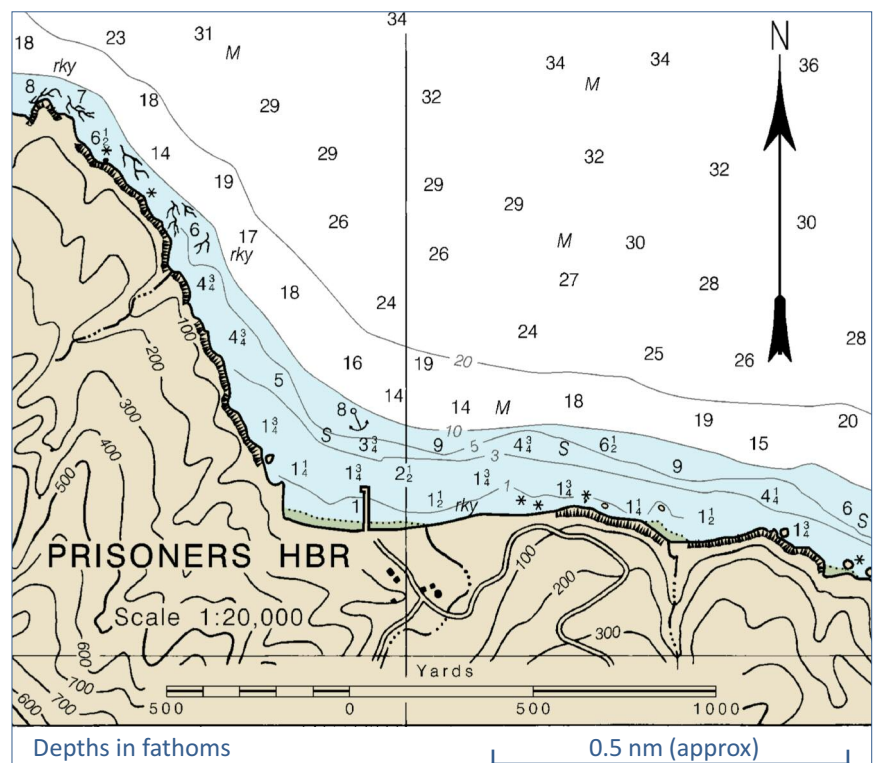 34
18 23 31 M 34 34 N 36
rky
8 7 18 29 32 M
6½ 14 29 32 32
19 29 29 30
6 17 26 M 30
rky 26 27 28
4¾ 18 24
100 4¾ 24 28
200 16 19 20 25 26
300 5 14
8 14 M 18 19 20
1¾ S 3¾ 9 10 5 4¾ S 6½ 15
400 3 9
500 1¼ 1¾ 2½ 1¾ 1¾ 4¼ 6
1 1½ rky 1 1¼ 1½ 1¾ S
PRISONERS HBR 100
200
Scale 1:20,000
300
600
700 Yards
600 700
500 0 500 1000
Depths in fathoms 0.5 nm (approx)